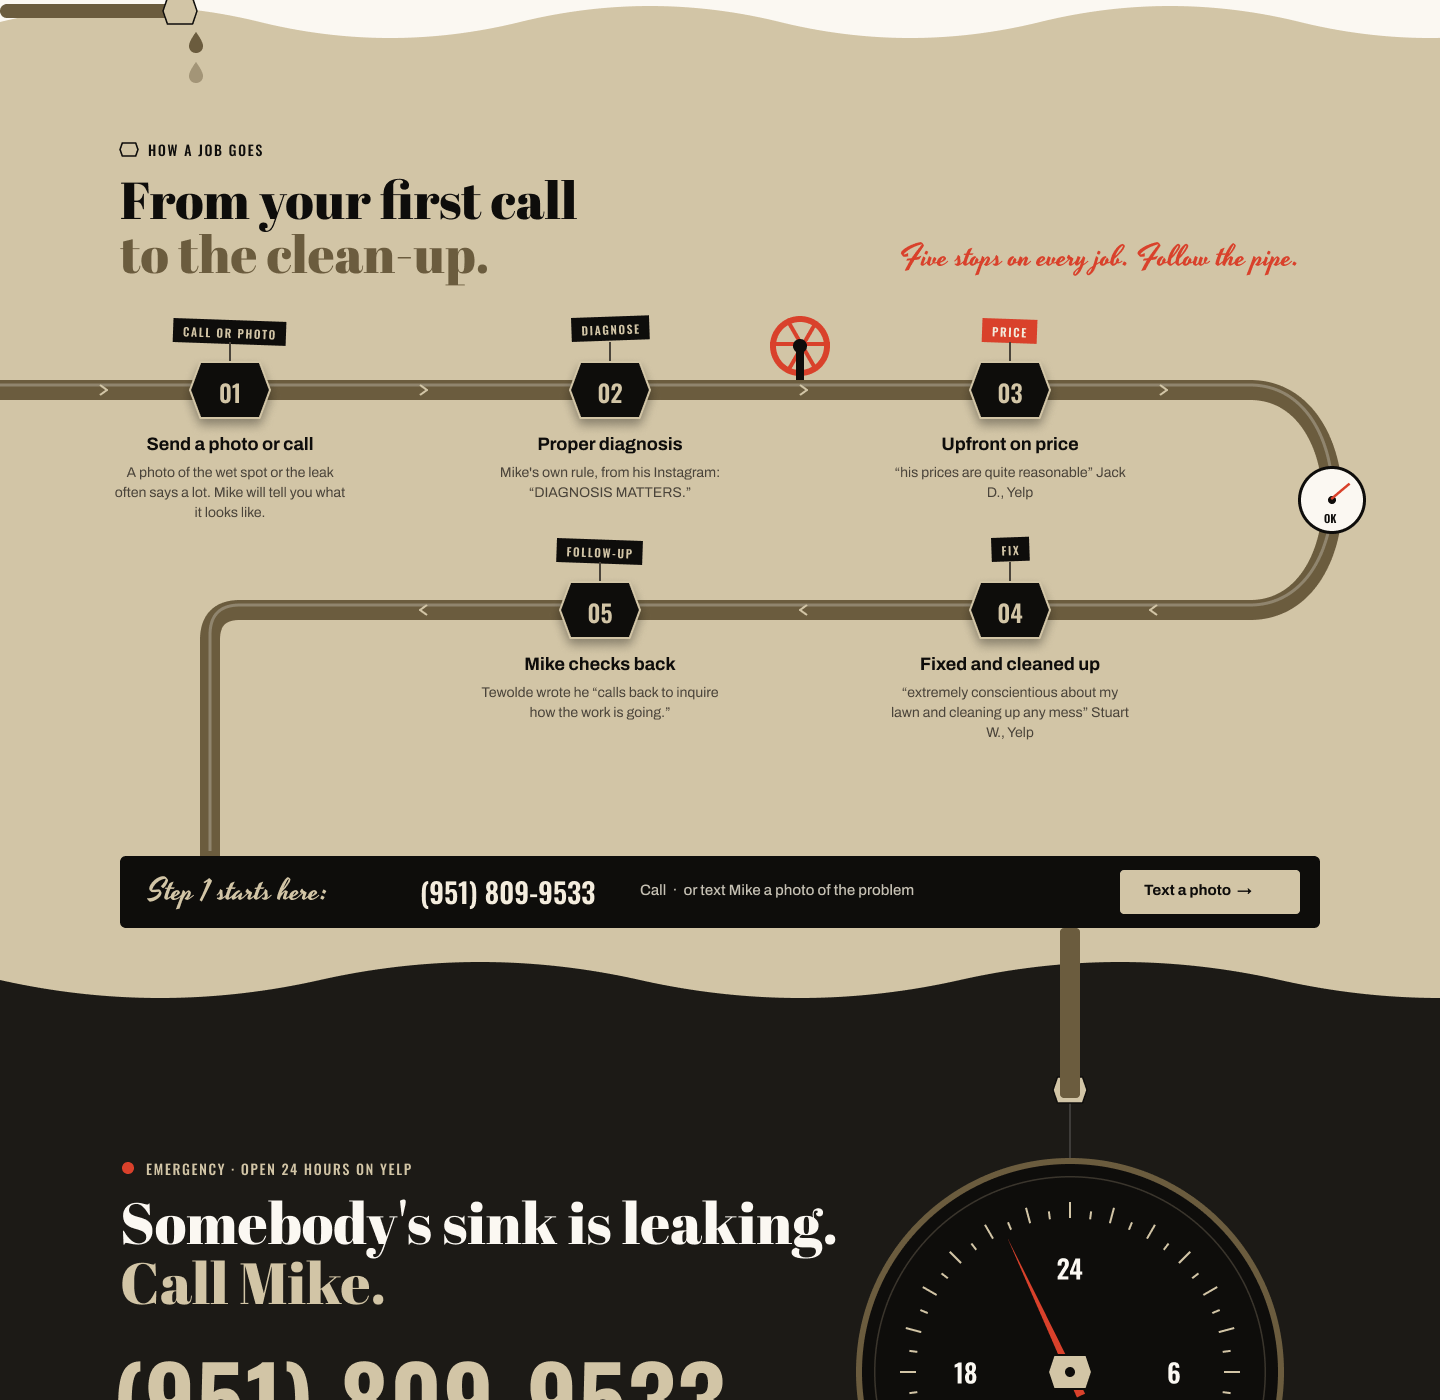 HOW A JOB GOES
From your first call
to the clean-up.
Five stops on every job. Follow the pipe.
CALL OR PHOTO
01
Send a photo or call
A photo of the wet spot or the leak
often says a lot. Mike will tell you what
it looks like.
DIAGNOSE
02
Proper diagnosis
Mike's own rule, from his Instagram:
“DIAGNOSIS MATTERS.”
PRICE
03
Upfront on price
“his prices are quite reasonable” Jack
D., Yelp
OK
FIX
04
Fixed and cleaned up
“extremely conscientious about my
lawn and cleaning up any mess” Stuart
W., Yelp
FOLLOW-UP
05
Mike checks back
Tewolde wrote he “calls back to inquire
how the work is going.”
Step 1 starts here:
(951) 809-9533
Call · or text Mike a photo of the problem
Text a photo →
EMERGENCY · OPEN 24 HOURS ON YELP
Somebody's sink is leaking.
Call Mike.
(951) 809-9533
24
18
6